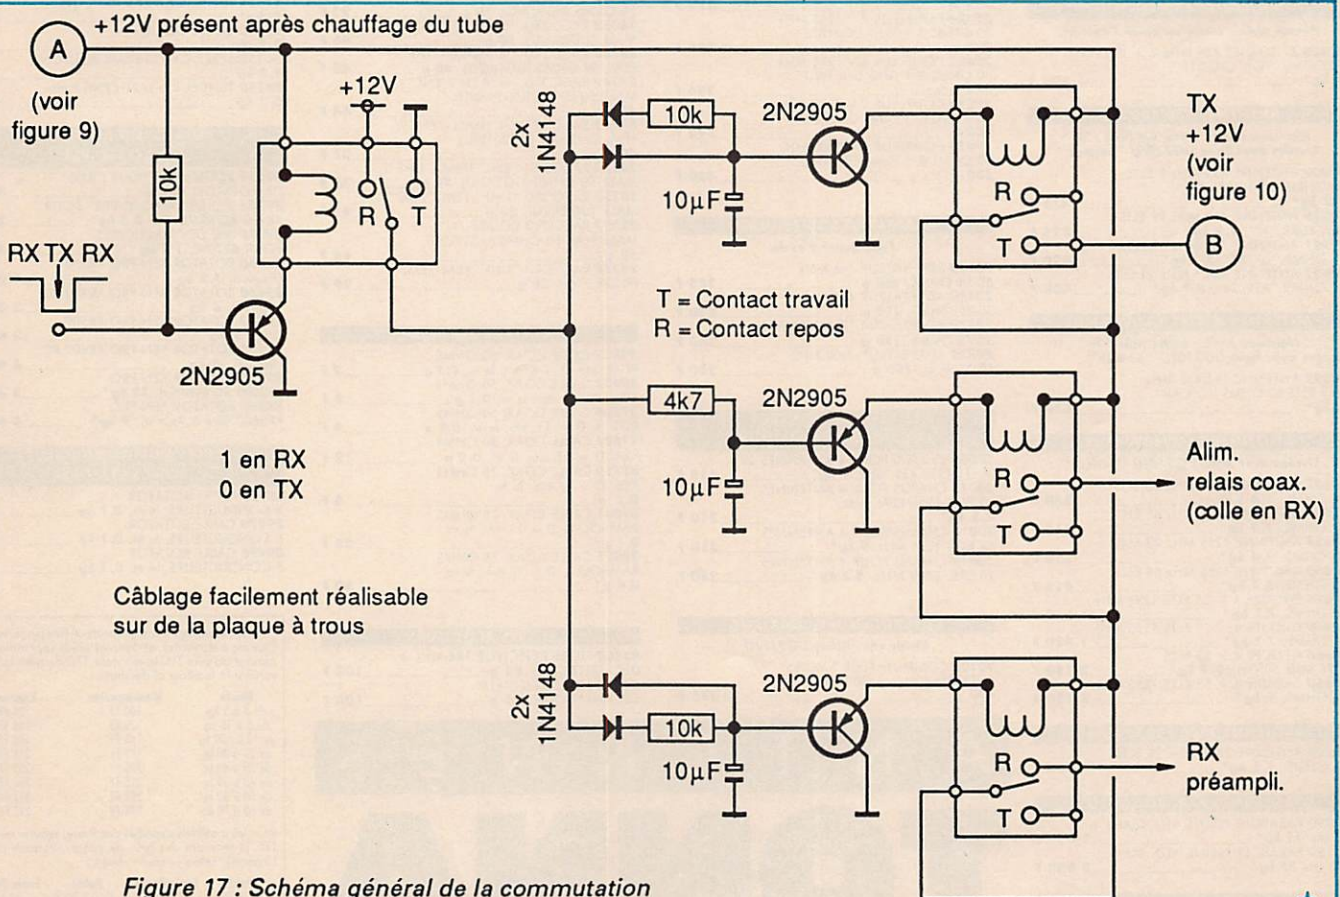 +12V présent après chauffage du tube
A
(voir
figure 9)
10k
+12V
R
T
RX TX RX
2N2905
1 en RX
0 en TX
Câblage facilement réalisable
sur de la plaque à trous
2x
1N4148
10k
10µF
2N2905
R
T
TX
+12V
(voir
figure 10)
B
T = Contact travail
R = Contact repos
4k7
10µF
2N2905
R
T
Alim.
relais coax.
(colle en RX)
2x
1N4148
10k
10µF
2N2905
R
T
RX
préampli.
Figure 17 : Schéma général de la commutation